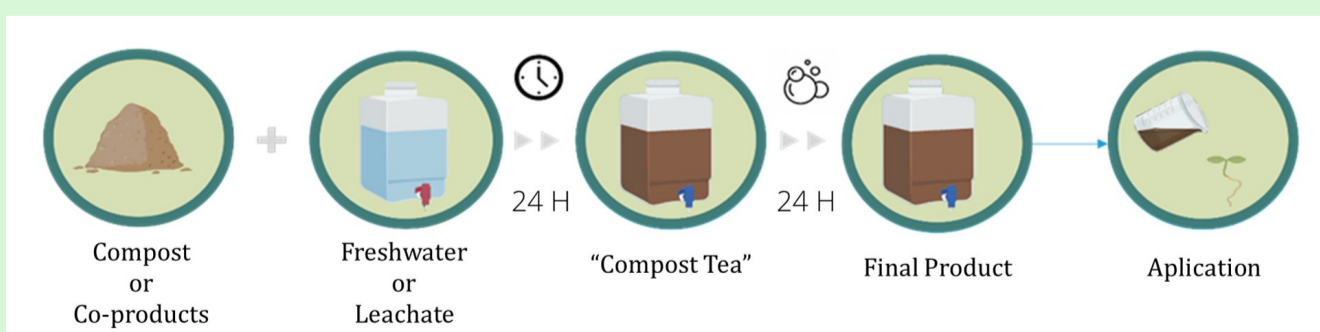 Compost
or
Co-products
Freshwater
or
Leachate
24 H
“Compost Tea”
24 H
Final Product
Aplication